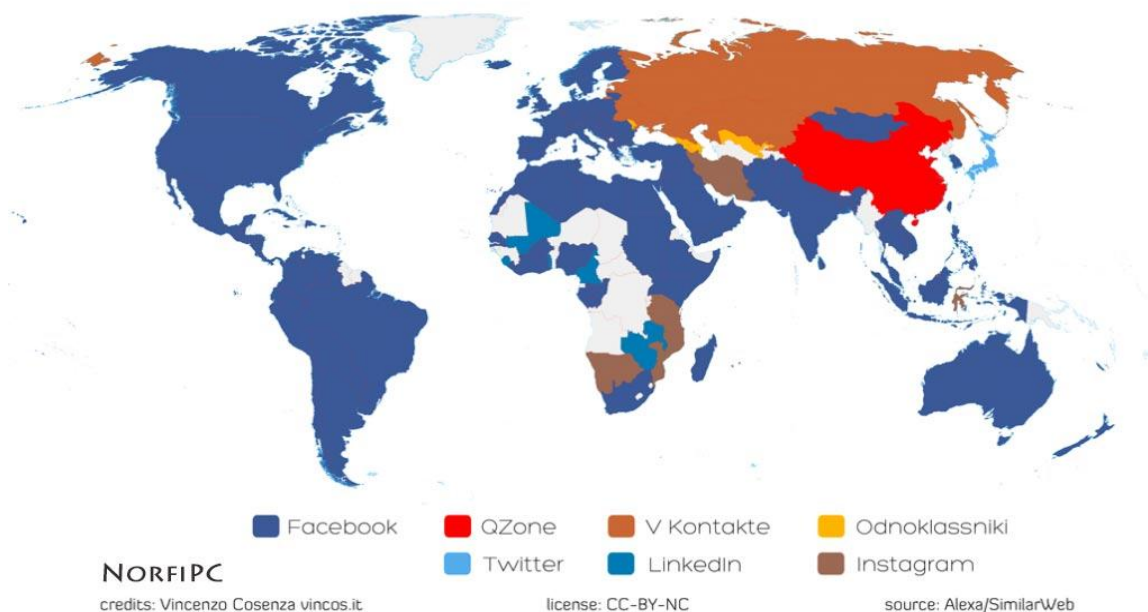 Facebook QZone V Kontakte Odnoklassniki
Twitter LinkedIn Instagram
NorfiPC
credits: Vincenzo Cosenza vincos.it license: CC-BY-NC source: Alexa/SimilarWeb